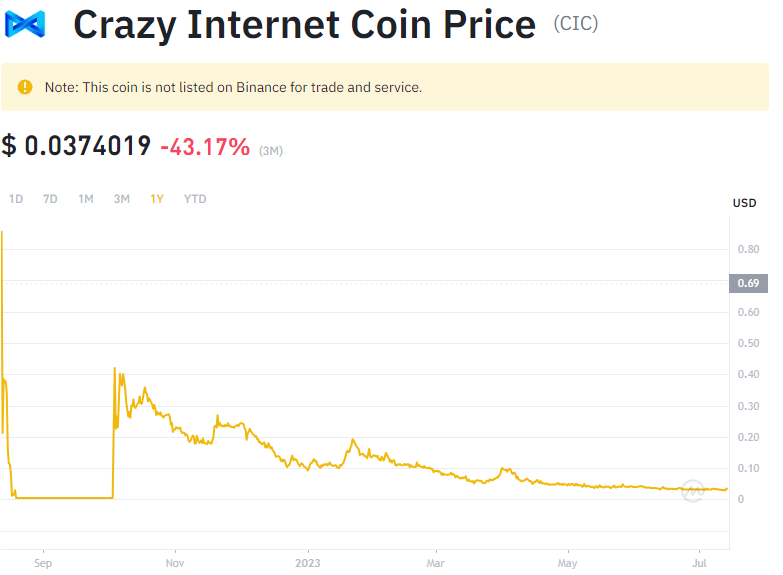 Crazy Internet Coin Price (CIC)
Note: This coin is not listed on Binance for trade and service.
$ 0.0374019 -43.17% (3M)
1D 7D 1M 3M 1Y YTD
USD
0.80
0.69
0.60
0.50
0.40
0.30
0.20
0.10
0
Sep Nov 2023 Mar May Jul